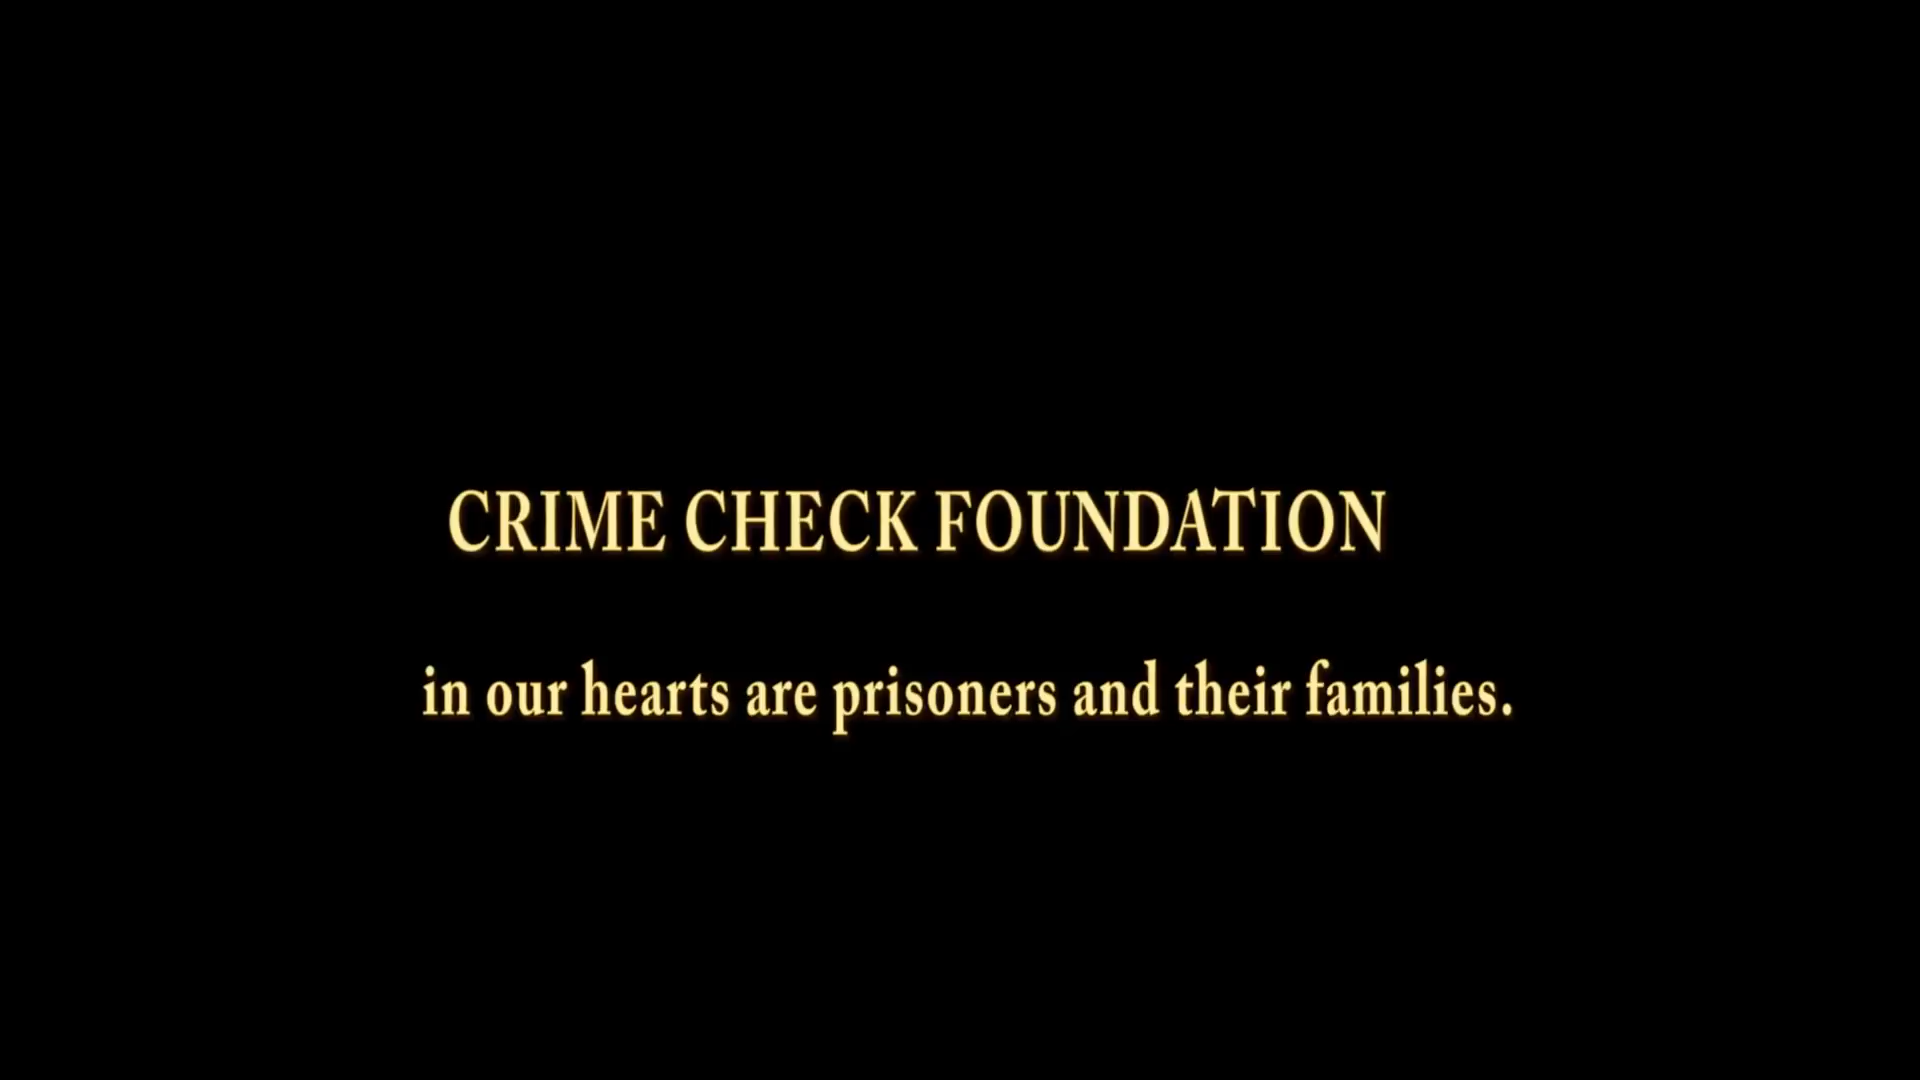 CRIME CHECK FOUNDATION
in our hearts are prisoners and their families.